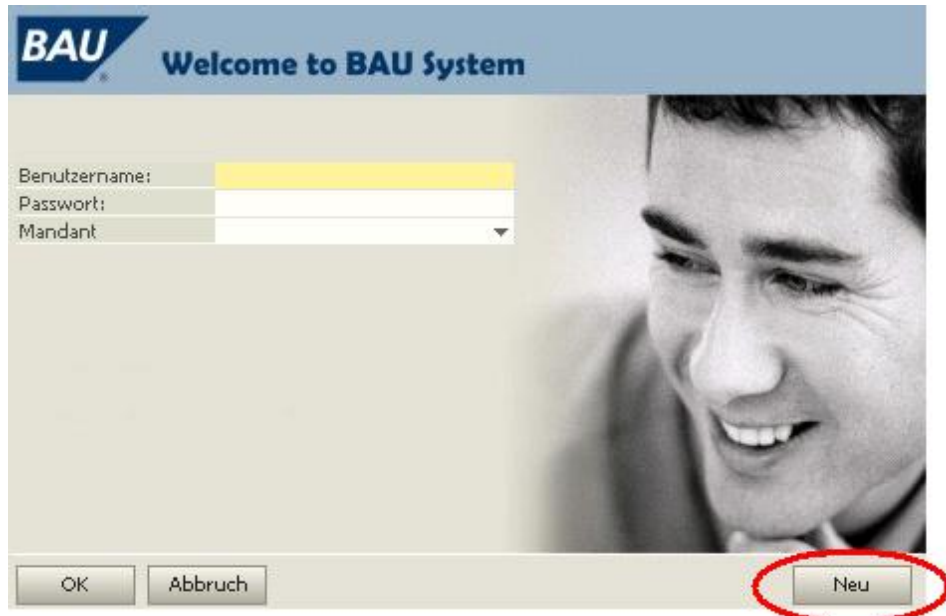 BAU
Welcome to BAU System
Benutzername:
Passwort:
Mandant
OK
Abbruch
Neu